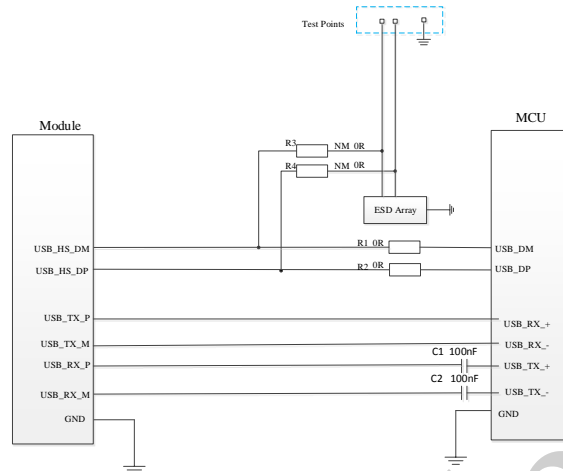 Test Points
MCU
Module
R3 NM 0R
R4 NM 0R
ESD Array
USB_HS_DM
R1 0R
USB_DM
USB_HS_DP
R2 0R
USB_DP
USB_TX_P
USB_RX_+
USB_TX_M
USB_RX_-
C1 100nF
USB_RX_P
USB_TX_+
C2 100nF
USB_RX_M
USB_TX_-
GND
GND